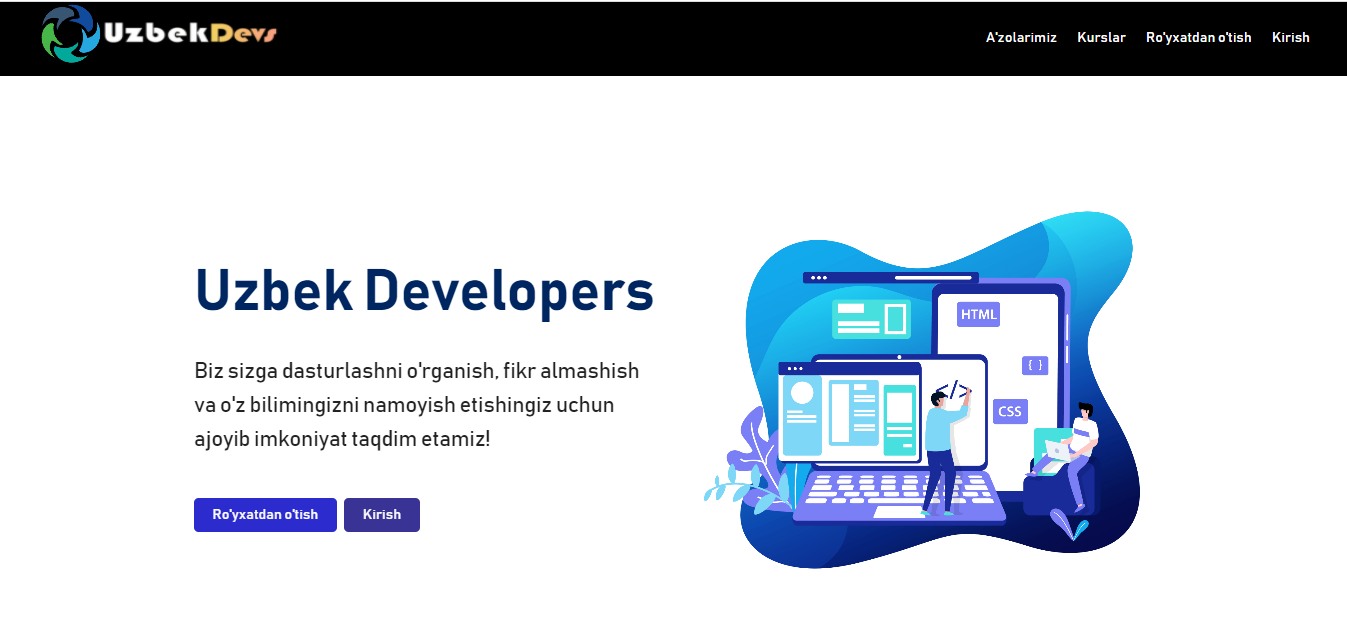 UzbekDevs
A'zolarimiz Kurslar Ro'yxatdan o'tish Kirish
Uzbek Developers
Biz sizga dasturlashni o'rganish, fikr almashish
va o'z bilimingizni namoyish etishingiz uchun
ajoyib imkoniyat taqdim etamiz!
Ro'yxatdan o'tish Kirish
HTML
{ }
</>
CSS